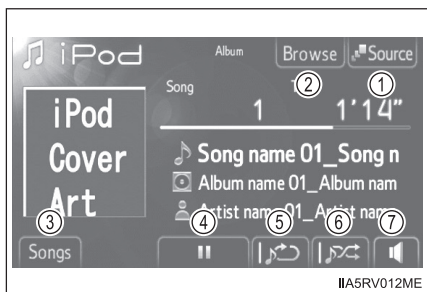 iPod Album Browse Source
② ①
Song
1 1'14"
iPod
Cover
Art
Song name 01_Song n
Album name 01_Album nam
Artist name 01_Artist nam
③ ④ ⑤ ⑥ ⑦
Songs
IIA5RV012ME